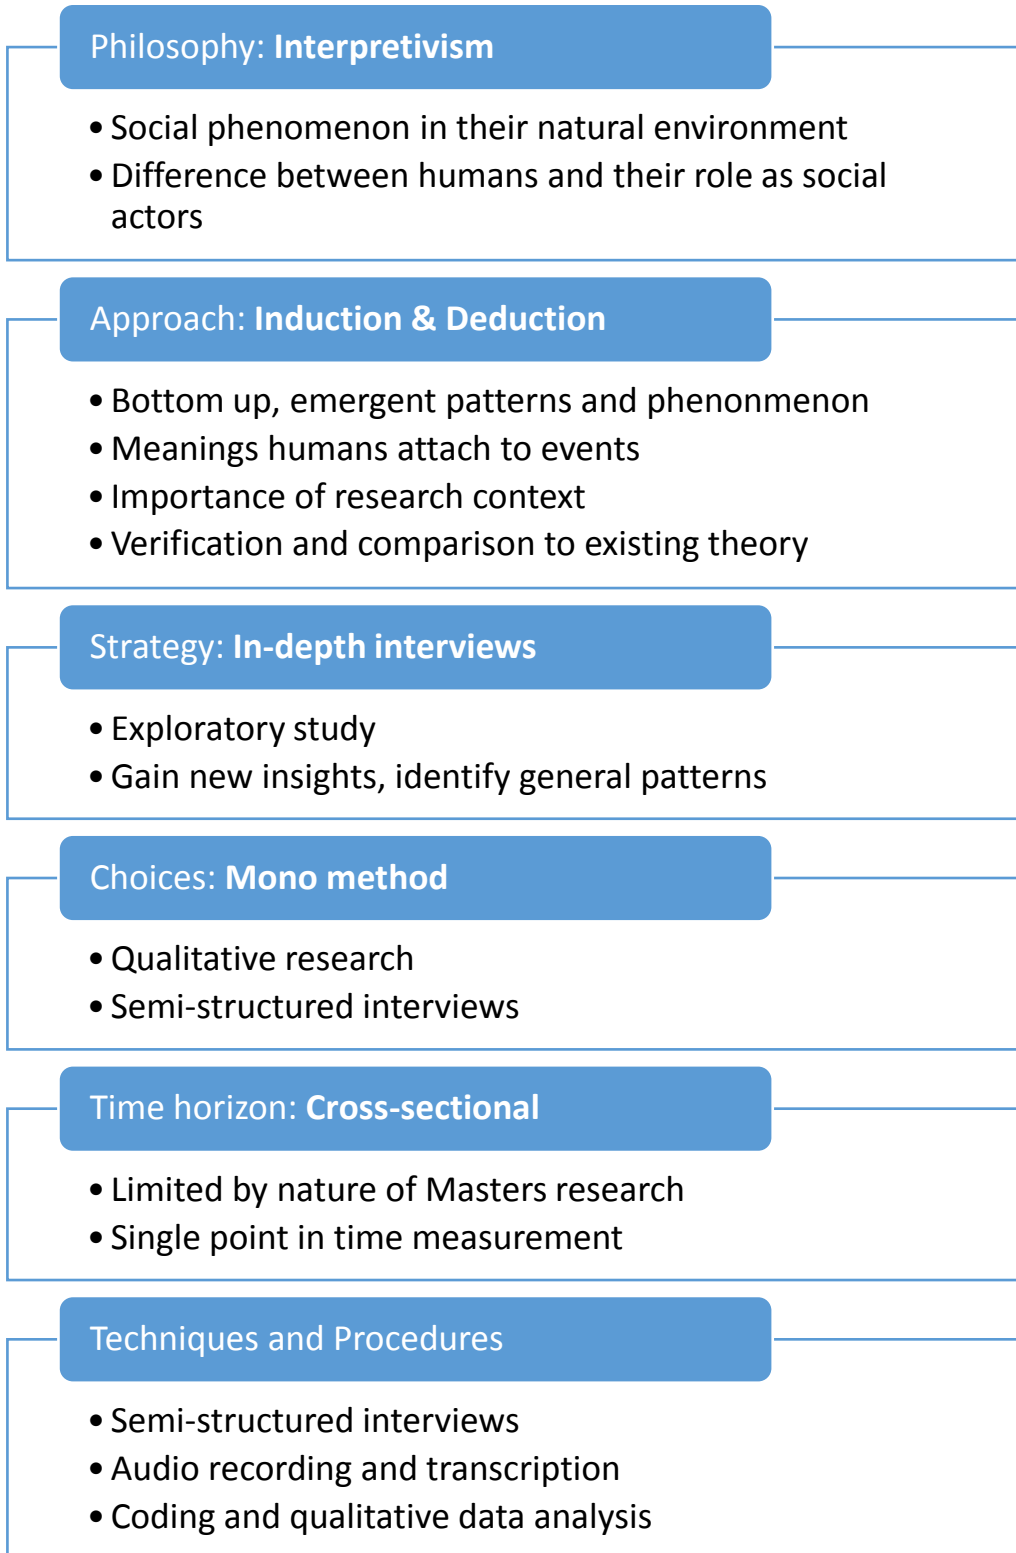 Philosophy: Interpretivism
• Social phenomenon in their natural environment
• Difference between humans and their role as social
actors
Approach: Induction & Deduction
• Bottom up, emergent patterns and phenonmenon
• Meanings humans attach to events
• Importance of research context
• Verification and comparison to existing theory
Strategy: In-depth interviews
• Exploratory study
• Gain new insights, identify general patterns
Choices: Mono method
• Qualitative research
• Semi-structured interviews
Time horizon: Cross-sectional
• Limited by nature of Masters research
• Single point in time measurement
Techniques and Procedures
• Semi-structured interviews
• Audio recording and transcription
• Coding and qualitative data analysis